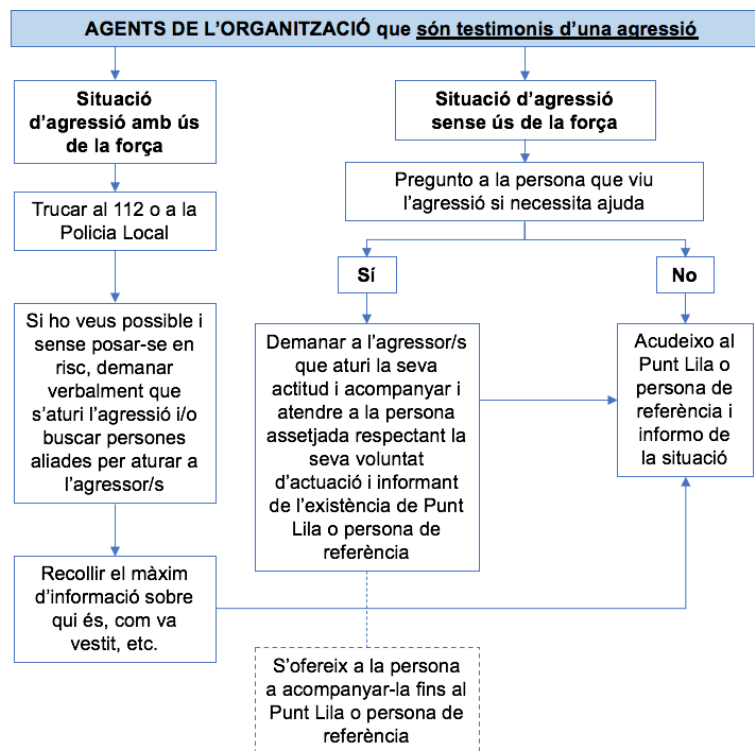 AGENTS DE L'ORGANITZACIÓ que són testimonis d'una agressió
Situació
d'agressió amb ús
de la força
Situació d'agressió
sense ús de la força
Trucar al 112 o a la
Policia Local
Pregunto a la persona que viu
l'agressió si necessita ajuda
Sí
No
Si ho veus possible i
sense posar-se en
risc, demanar
verbalment que
s'aturi l'agressió i/o
buscar persones
aliades per aturar a
l'agressor/s
Demanar a l'agressor/s
que aturi la seva
actitud i acompanyar i
atendre a la persona
assetjada respectant la
seva voluntat
d'actuació i informant
de l'existència de Punt
Lila o persona de
referència
Acudeixo al
Punt Lila o
persona de
referència i
informo de
la situació
Recollir el màxim
d'informació sobre
qui és, com va
vestit, etc.
S'ofereix a la persona
a acompanyar-la fins al
Punt Lila o persona de
referència